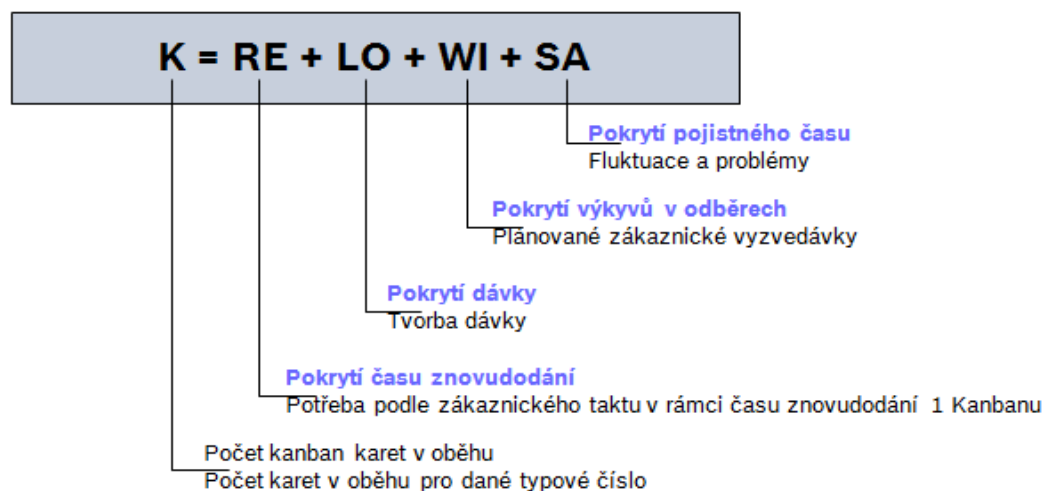 K = RE + LO + WI + SA
Pokrytí pojistného času
Fluktuace a problémy
Pokrytí výkyvů v odběrech
Plánované zákaznické vyzvedávky
Pokrytí dávky
Tvorba dávky
Pokrytí času znovudodání
Potřeba podle zákaznického taktu v rámci času znovudodání 1 Kanbanu
Počet kanban karet v oběhu
Počet karet v oběhu pro dané typové číslo